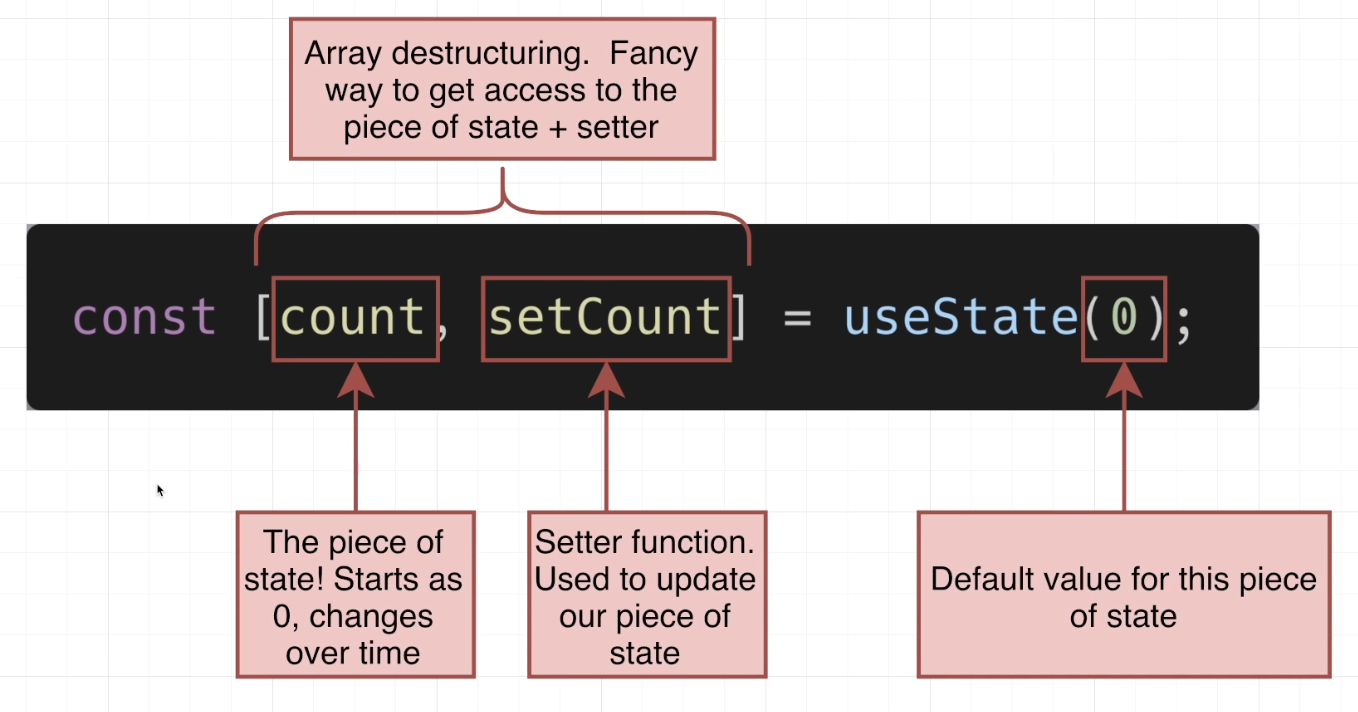 Array destructuring.  Fancy
way to get access to the
piece of state + setter
const [count, setCount] = useState(0);
The piece of
state! Starts as
0, changes
over time
Setter function.
Used to update
our piece of
state
Default value for this piece
of state